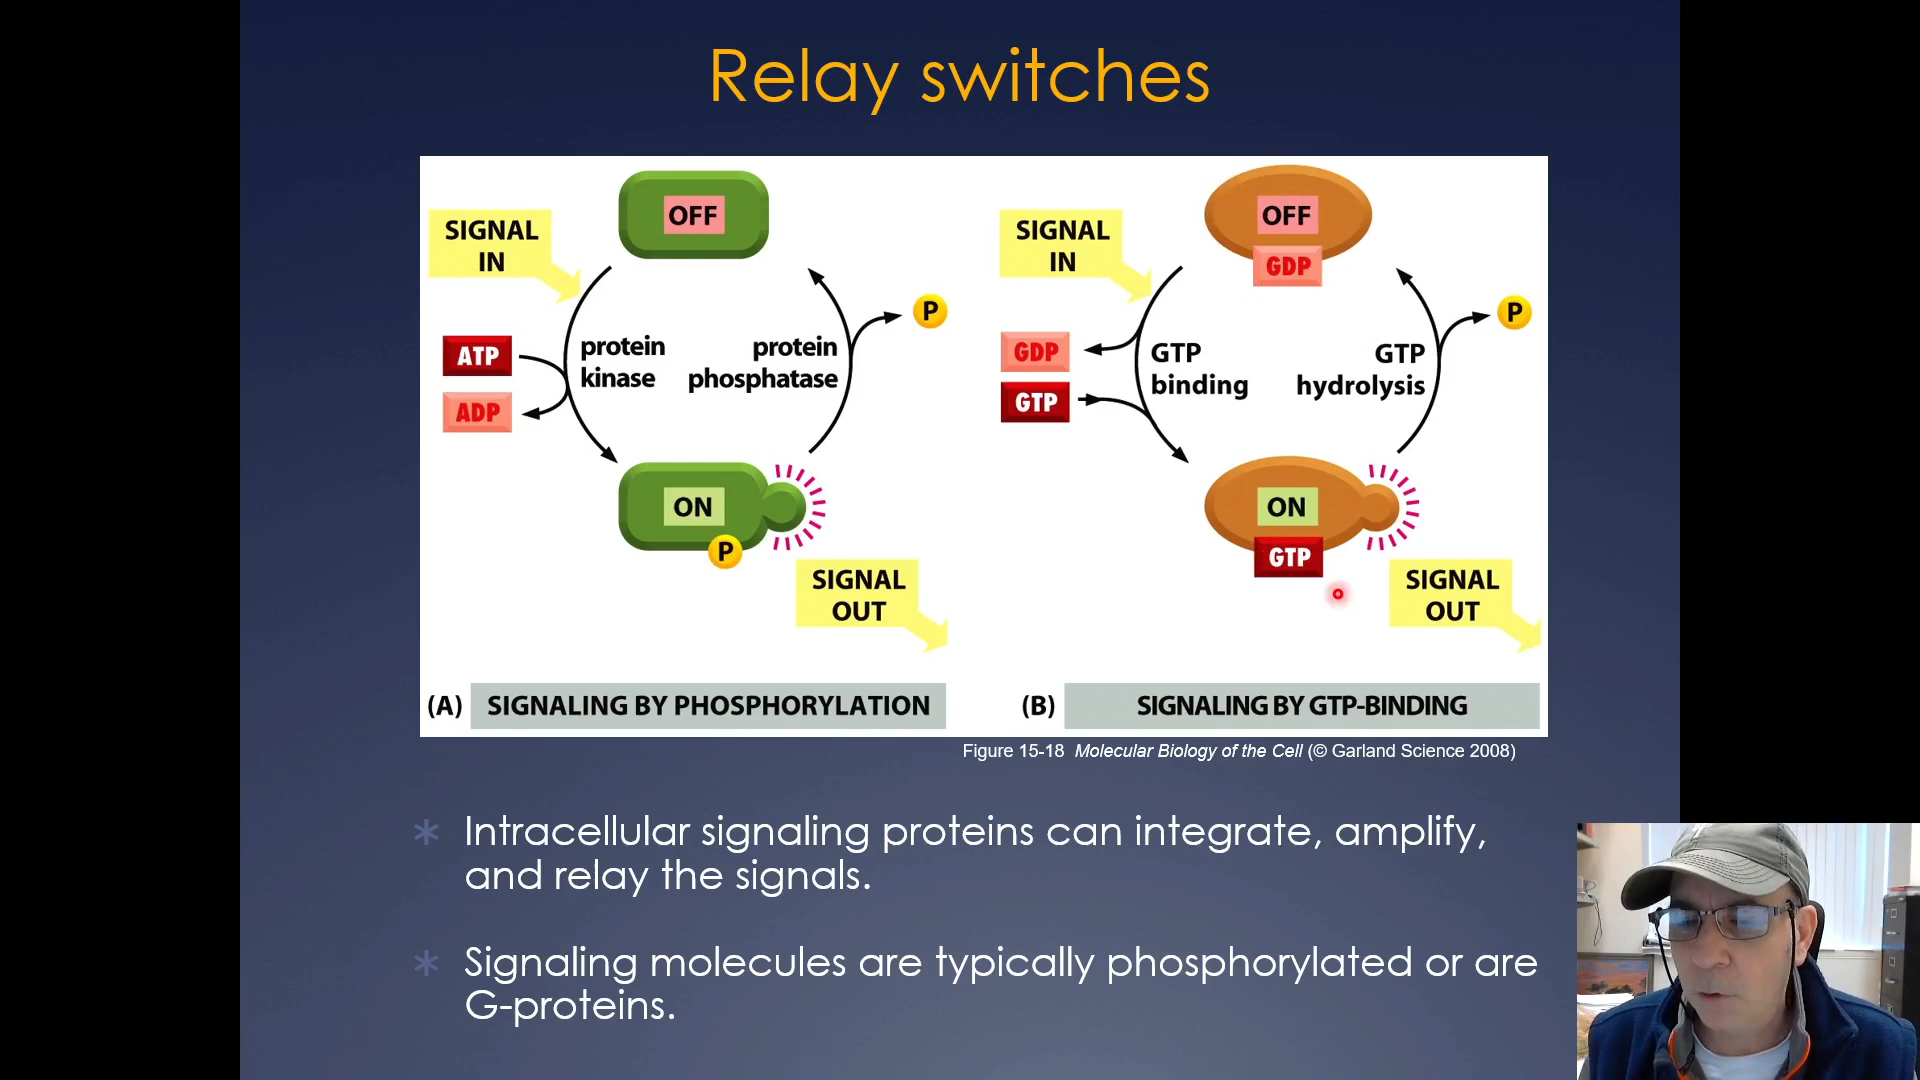 Relay switches
OFF
SIGNAL
IN
ATP
ADP
protein
kinase
protein
phosphatase
P
ON
P
SIGNAL
OUT
(A) SIGNALING BY PHOSPHORYLATION
OFF
GDP
SIGNAL
IN
GDP
GTP
GTP
binding
GTP
hydrolysis
P
ON
GTP
SIGNAL
OUT
(B) SIGNALING BY GTP-BINDING
Figure 15-18 Molecular Biology of the Cell (© Garland Science 2008)
Intracellular signaling proteins can integrate, amplify,
and relay the signals.
Signaling molecules are typically phosphorylated or are
G-proteins.